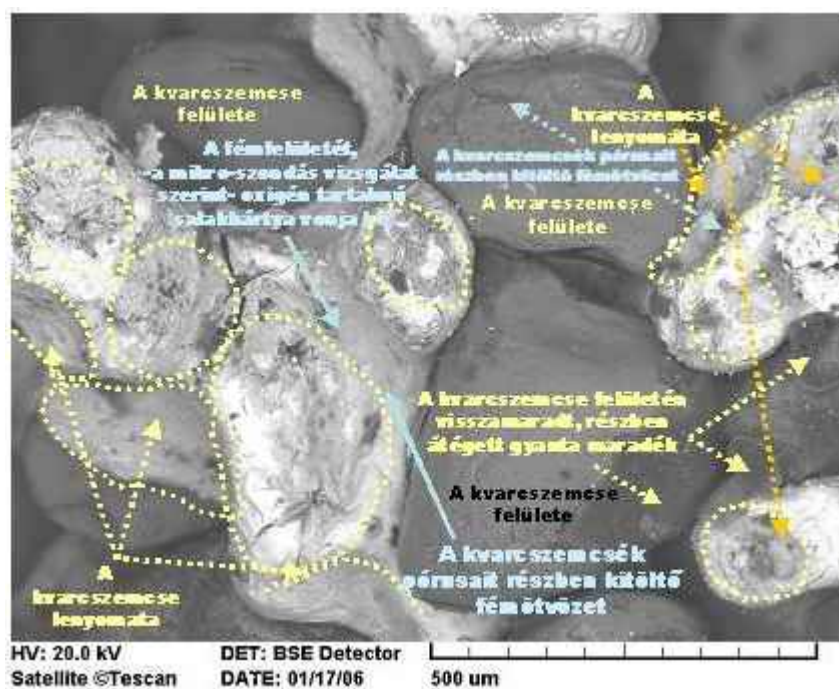 A kvarcszemcse
felülete
A fémfelületét,
a mikro-szondás vizsgálat
szerint- oxigén tartalmú
salakhártya vonja be
A
kvarcszemcse
lenyomata
A kvarcszemcsék pórusait
részben kitöltő fémötvözet
A kvarcszemcse
felülete
A kvarcszemcse felületén
visszamaradt, részben
átégett gyanta maradék
A kvarcszemcse
felülete
A kvarcszemcsék
pórusait részben kitöltő
fémötvözet
A
kvarcszemcse
lenyomata
HV: 20.0 kV
DET: BSE Detector
Satellite ©Tescan
DATE: 01/17/06
500 um